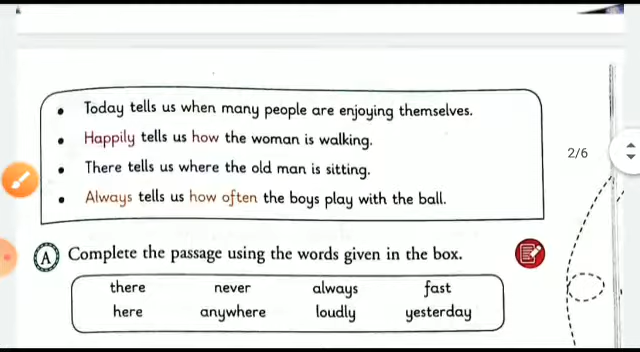 • Today tells us when many people are enjoying themselves.
• Happily tells us how the woman is walking.
• There tells us where the old man is sitting.
• Always tells us how often the boys play with the ball.
2/6
A Complete the passage using the words given in the box.
there never always fast
here anywhere loudly yesterday